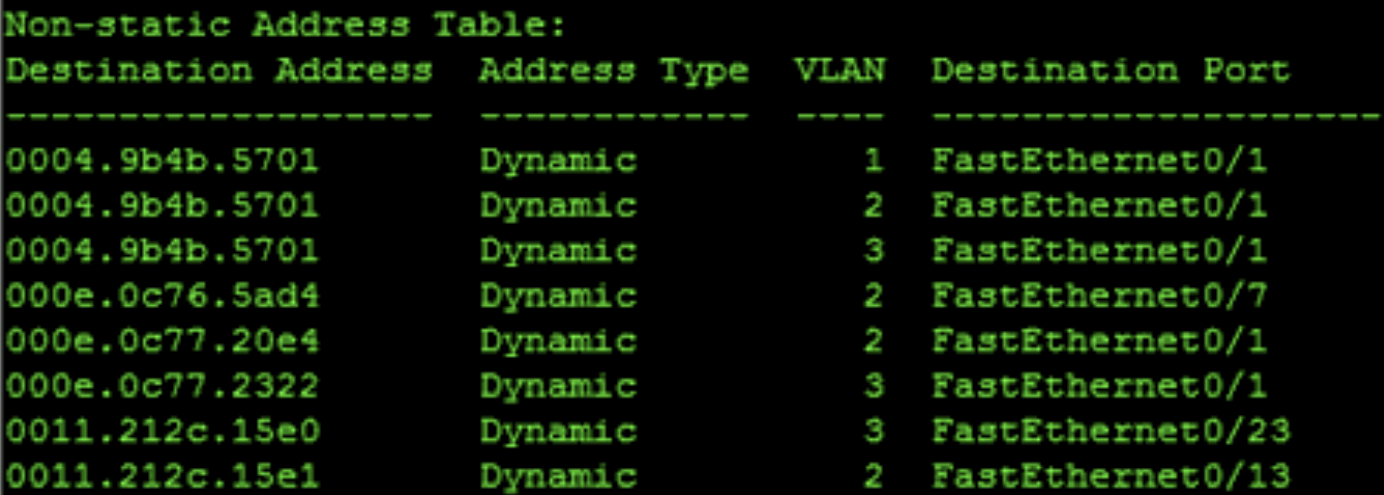 Non-static Address Table:
Destination Address  Address Type  VLAN  Destination Port
-------------------  ------------  ----  --------------------
0004.9b4b.5701       Dynamic          1  FastEthernet0/1
0004.9b4b.5701       Dynamic          2  FastEthernet0/1
0004.9b4b.5701       Dynamic          3  FastEthernet0/1
000e.0c76.5ad4       Dynamic          2  FastEthernet0/7
000e.0c77.20e4       Dynamic          2  FastEthernet0/1
000e.0c77.2322       Dynamic          3  FastEthernet0/1
0011.212c.15e0       Dynamic          3  FastEthernet0/23
0011.212c.15e1       Dynamic          2  FastEthernet0/13